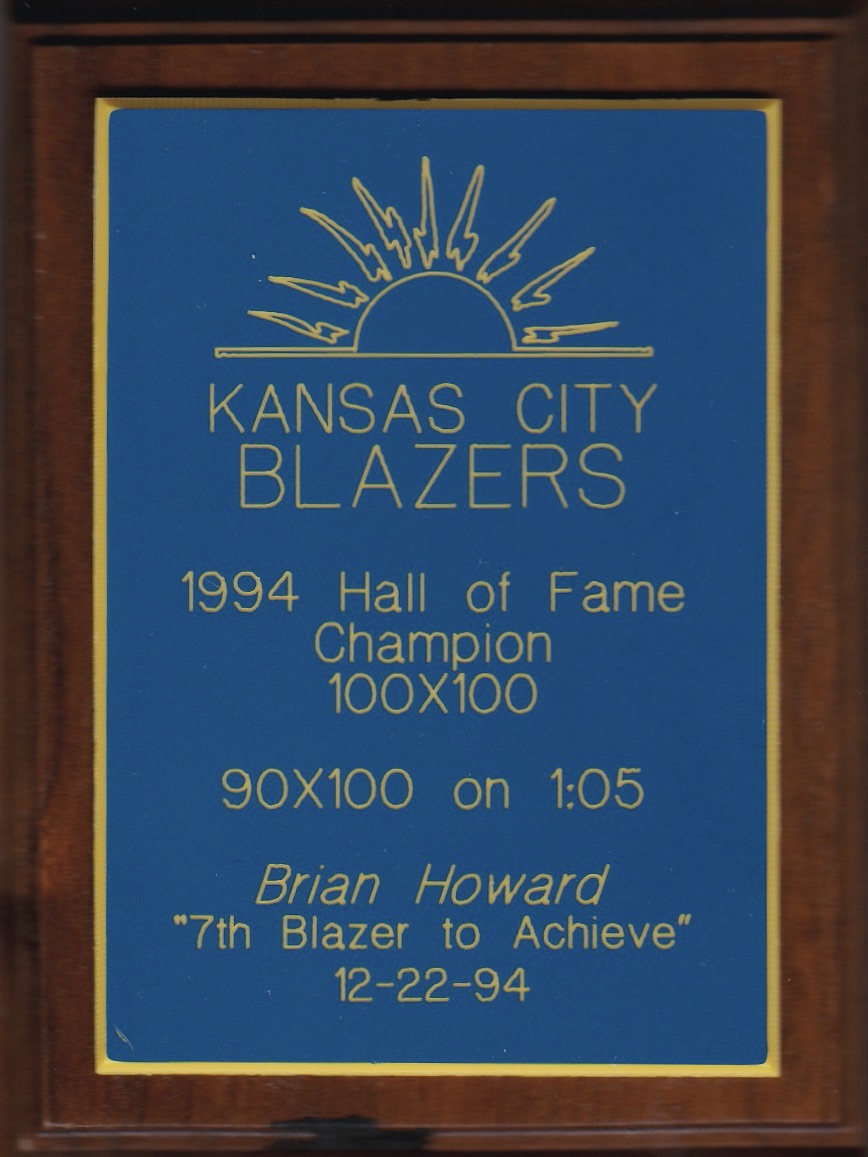 KANSAS CITY
BLAZERS
1994 Hall of Fame
Champion
100X100
90X100 on 1:05
Brian Howard
"7th Blazer to Achieve"
12-22-94